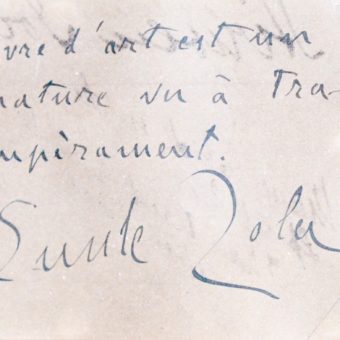 vre d'art est un
nature vu à Tra-
mpérament.
Emile Zola